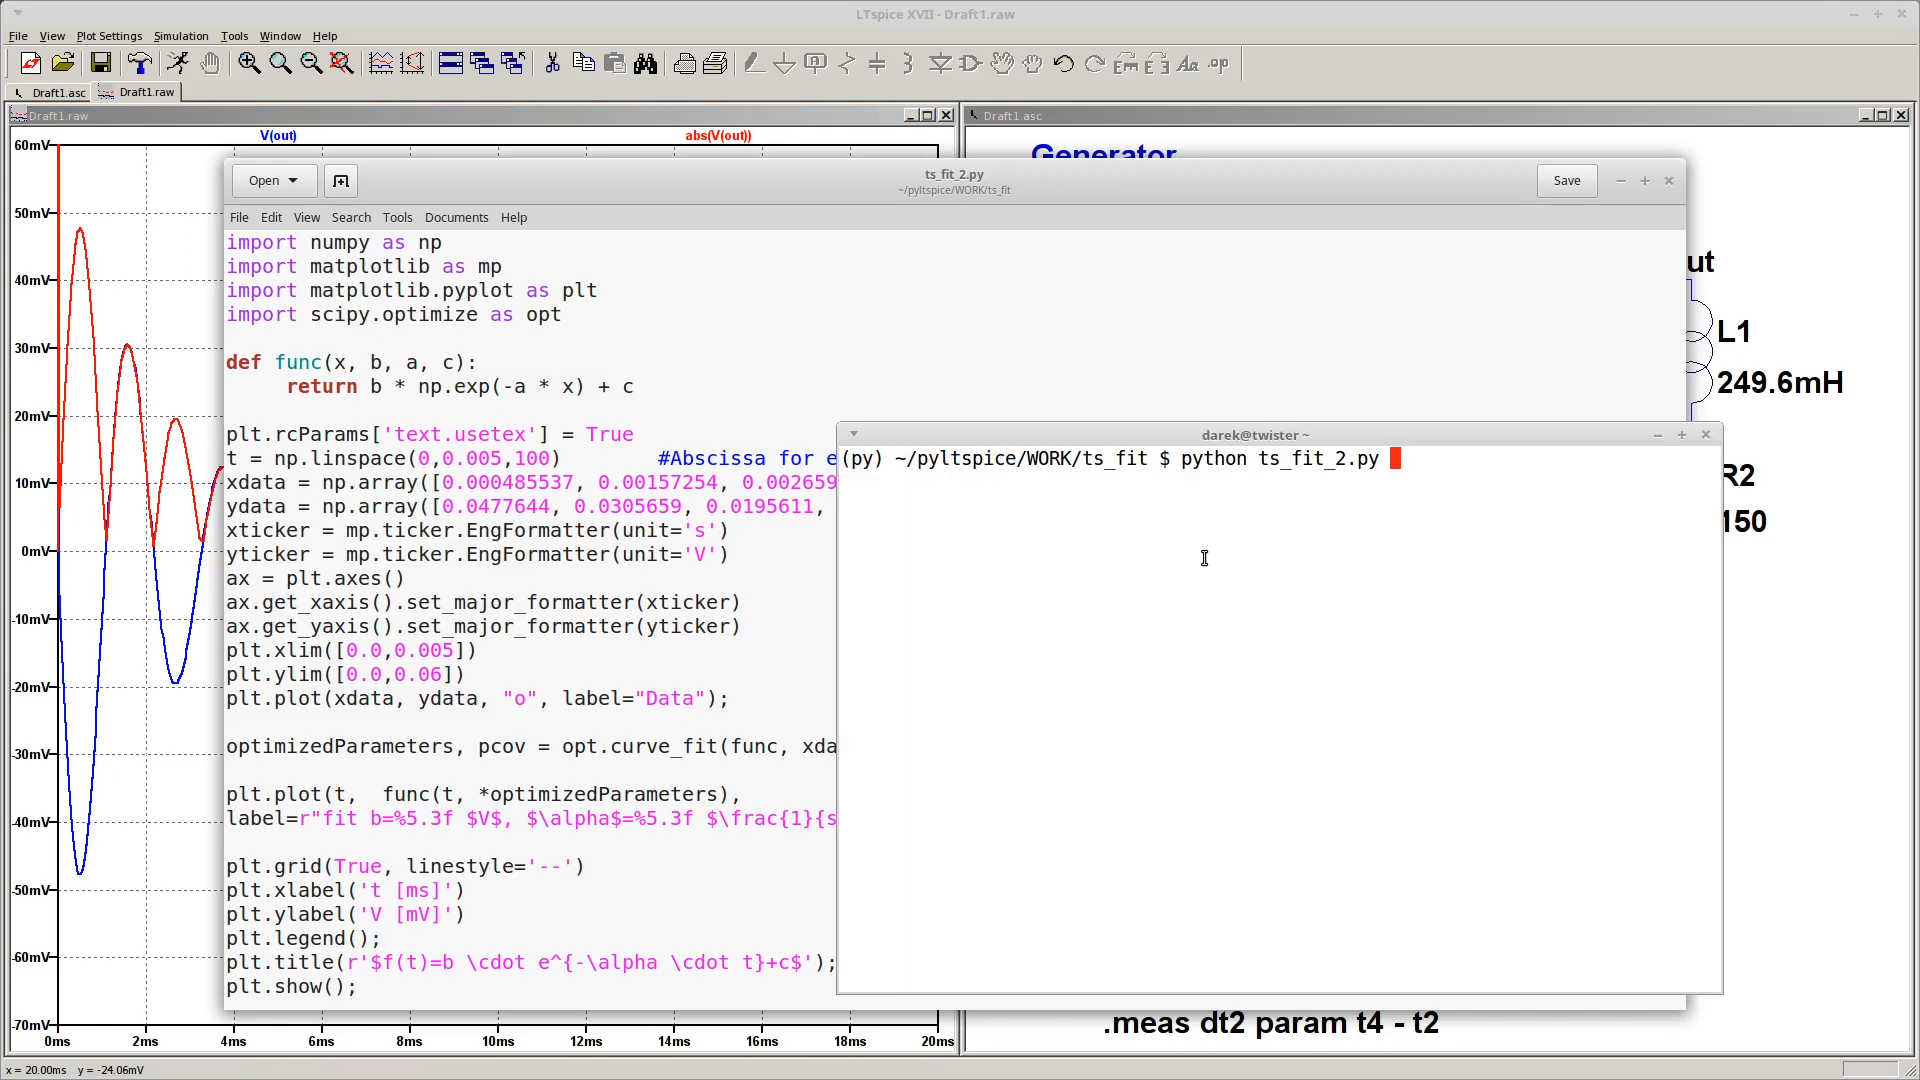 LTspice XVII - Draft1.raw
File View Plot Settings Simulation Tools Window Help
Draft1.asc Draft1.raw
Draft1.raw
V(out) abs(V(out))
60mV
50mV
40mV
30mV
20mV
10mV
0mV
-10mV
-20mV
-30mV
-40mV
-50mV
-60mV
-70mV
0ms 2ms 4ms 6ms 8ms 10ms 12ms 14ms 16ms 18ms 20ms
Draft1.asc
Generator
ut
L1
249.6mH
R2
150
.meas dt2 param t4 - t2
Open
ts_fit_2.py
~/pyltspice/WORK/ts_fit
Save
File Edit View Search Tools Documents Help
import numpy as np
import matplotlib as mp
import matplotlib.pyplot as plt
import scipy.optimize as opt
def func(x, b, a, c):
return b * np.exp(-a * x) + c
plt.rcParams['text.usetex'] = True
t = np.linspace(0,0.005,100) #Abscissa for e
xdata = np.array([0.000485537, 0.00157254, 0.002659
ydata = np.array([0.0477644, 0.0305659, 0.0195611,
xticker = mp.ticker.EngFormatter(unit='s')
yticker = mp.ticker.EngFormatter(unit='V')
ax = plt.axes()
ax.get_xaxis().set_major_formatter(xticker)
ax.get_yaxis().set_major_formatter(yticker)
plt.xlim([0.0,0.005])
plt.ylim([0.0,0.06])
plt.plot(xdata, ydata, "o", label="Data");
optimizedParameters, pcov = opt.curve_fit(func, xda
plt.plot(t, func(t, *optimizedParameters),
label=r"fit b=%5.3f $V$, $\alpha$=%5.3f $\frac{1}{s
plt.grid(True, linestyle='--')
plt.xlabel('t [ms]')
plt.ylabel('V [mV]')
plt.legend();
plt.title(r'$f(t)=b \cdot e^{-\alpha \cdot t}+c$');
plt.show();
darek@twister ~
(py) ~/pyltspice/WORK/ts_fit $ python ts_fit_2.py
x = 20.00ms y = -24.06mV